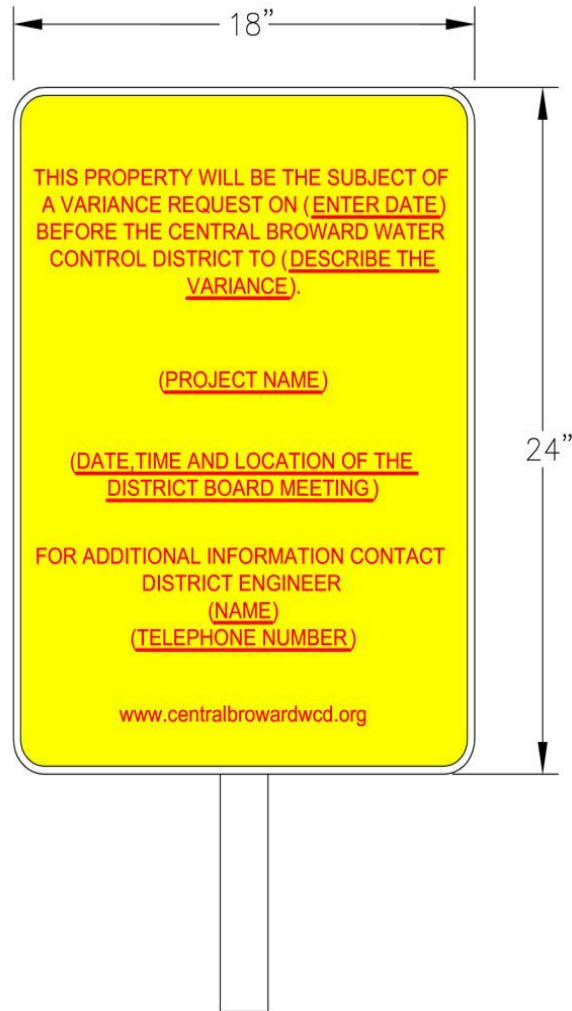 18"
THIS PROPERTY WILL BE THE SUBJECT OF
A VARIANCE REQUEST ON (ENTER DATE)
BEFORE THE CENTRAL BROWARD WATER
CONTROL DISTRICT TO (DESCRIBE THE
VARIANCE).
(PROJECT NAME)
24"
(DATE,TIME AND LOCATION OF THE
DISTRICT BOARD MEETING)
FOR ADDITIONAL INFORMATION CONTACT
DISTRICT ENGINEER
(NAME)
(TELEPHONE NUMBER)
www.centralbrowardwcd.org